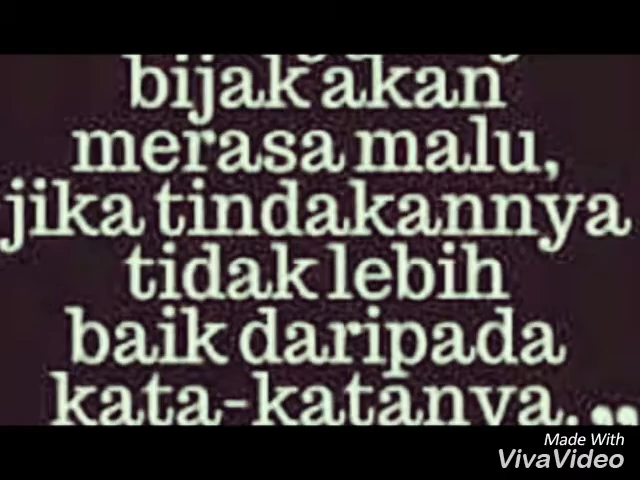 bijak akan
merasa malu,
jika tindakannya
tidak lebih
baik daripada
kata-katanya.,,
Made With
VivaVideo